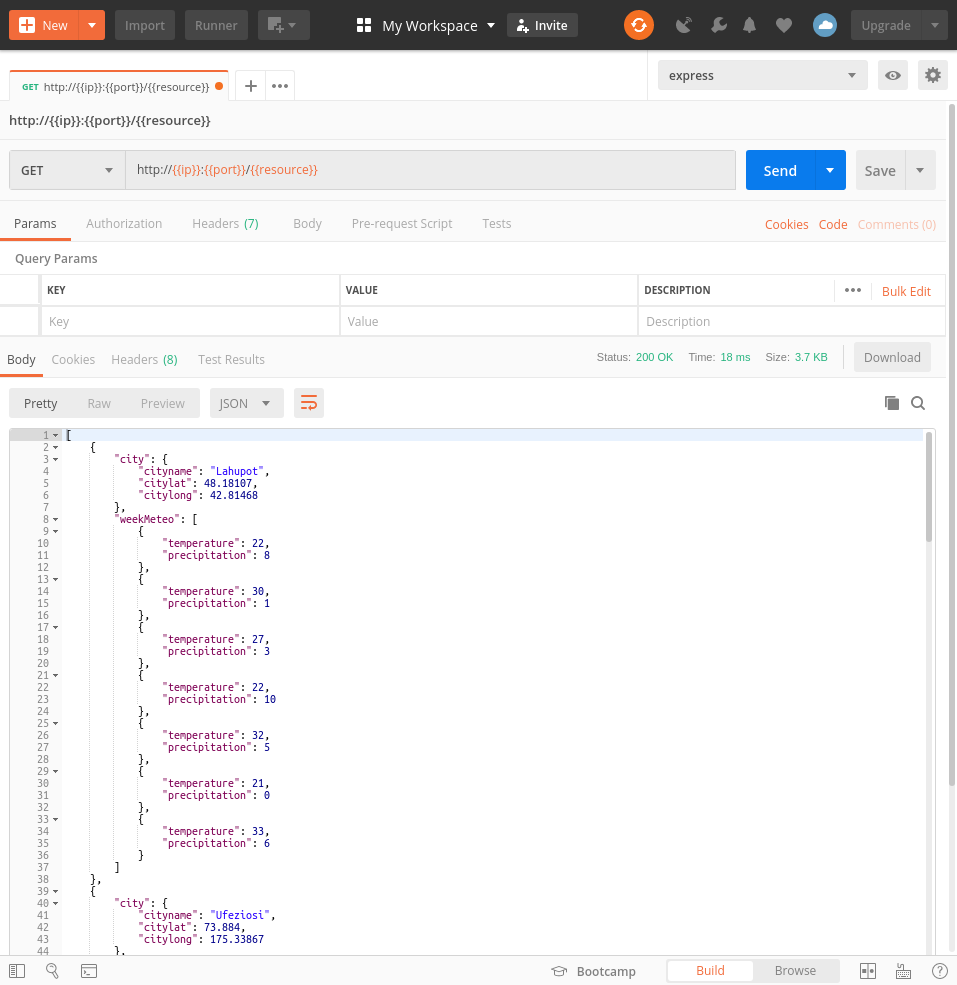 New Import Runner My Workspace Invite Upgrade
GET http://{{ip}}:{{port}}/{{resource}} express
http://{{ip}}:{{port}}/{{resource}}
GET http://{{ip}}:{{port}}/{{resource}} Send Save
Params Authorization Headers (7) Body Pre-request Script Tests Cookies Code Comments (0)
Query Params
KEY VALUE DESCRIPTION Bulk Edit
Key Value Description
Body Cookies Headers (8) Test Results Status: 200 OK Time: 18 ms Size: 3.7 KB Download
Pretty Raw Preview JSON
1 [
2 {
3 "city": {
4 "cityname": "Lahupot",
5 "citylat": 48.18107,
6 "citylong": 42.81468
7 },
8 "weekMeteo": [
9 {
10 "temperature": 22,
11 "precipitation": 8
12 },
13 {
14 "temperature": 30,
15 "precipitation": 1
16 },
17 {
18 "temperature": 27,
19 "precipitation": 3
20 },
21 {
22 "temperature": 22,
23 "precipitation": 10
24 },
25 {
26 "temperature": 32,
27 "precipitation": 5
28 },
29 {
30 "temperature": 21,
31 "precipitation": 0
32 },
33 {
34 "temperature": 33,
35 "precipitation": 6
36 }
37 ]
38 },
39 {
40 "city": {
41 "cityname": "Ufeziosi",
42 "citylat": 73.884,
43 "citylong": 175.33867
44 },
Bootcamp Build Browse